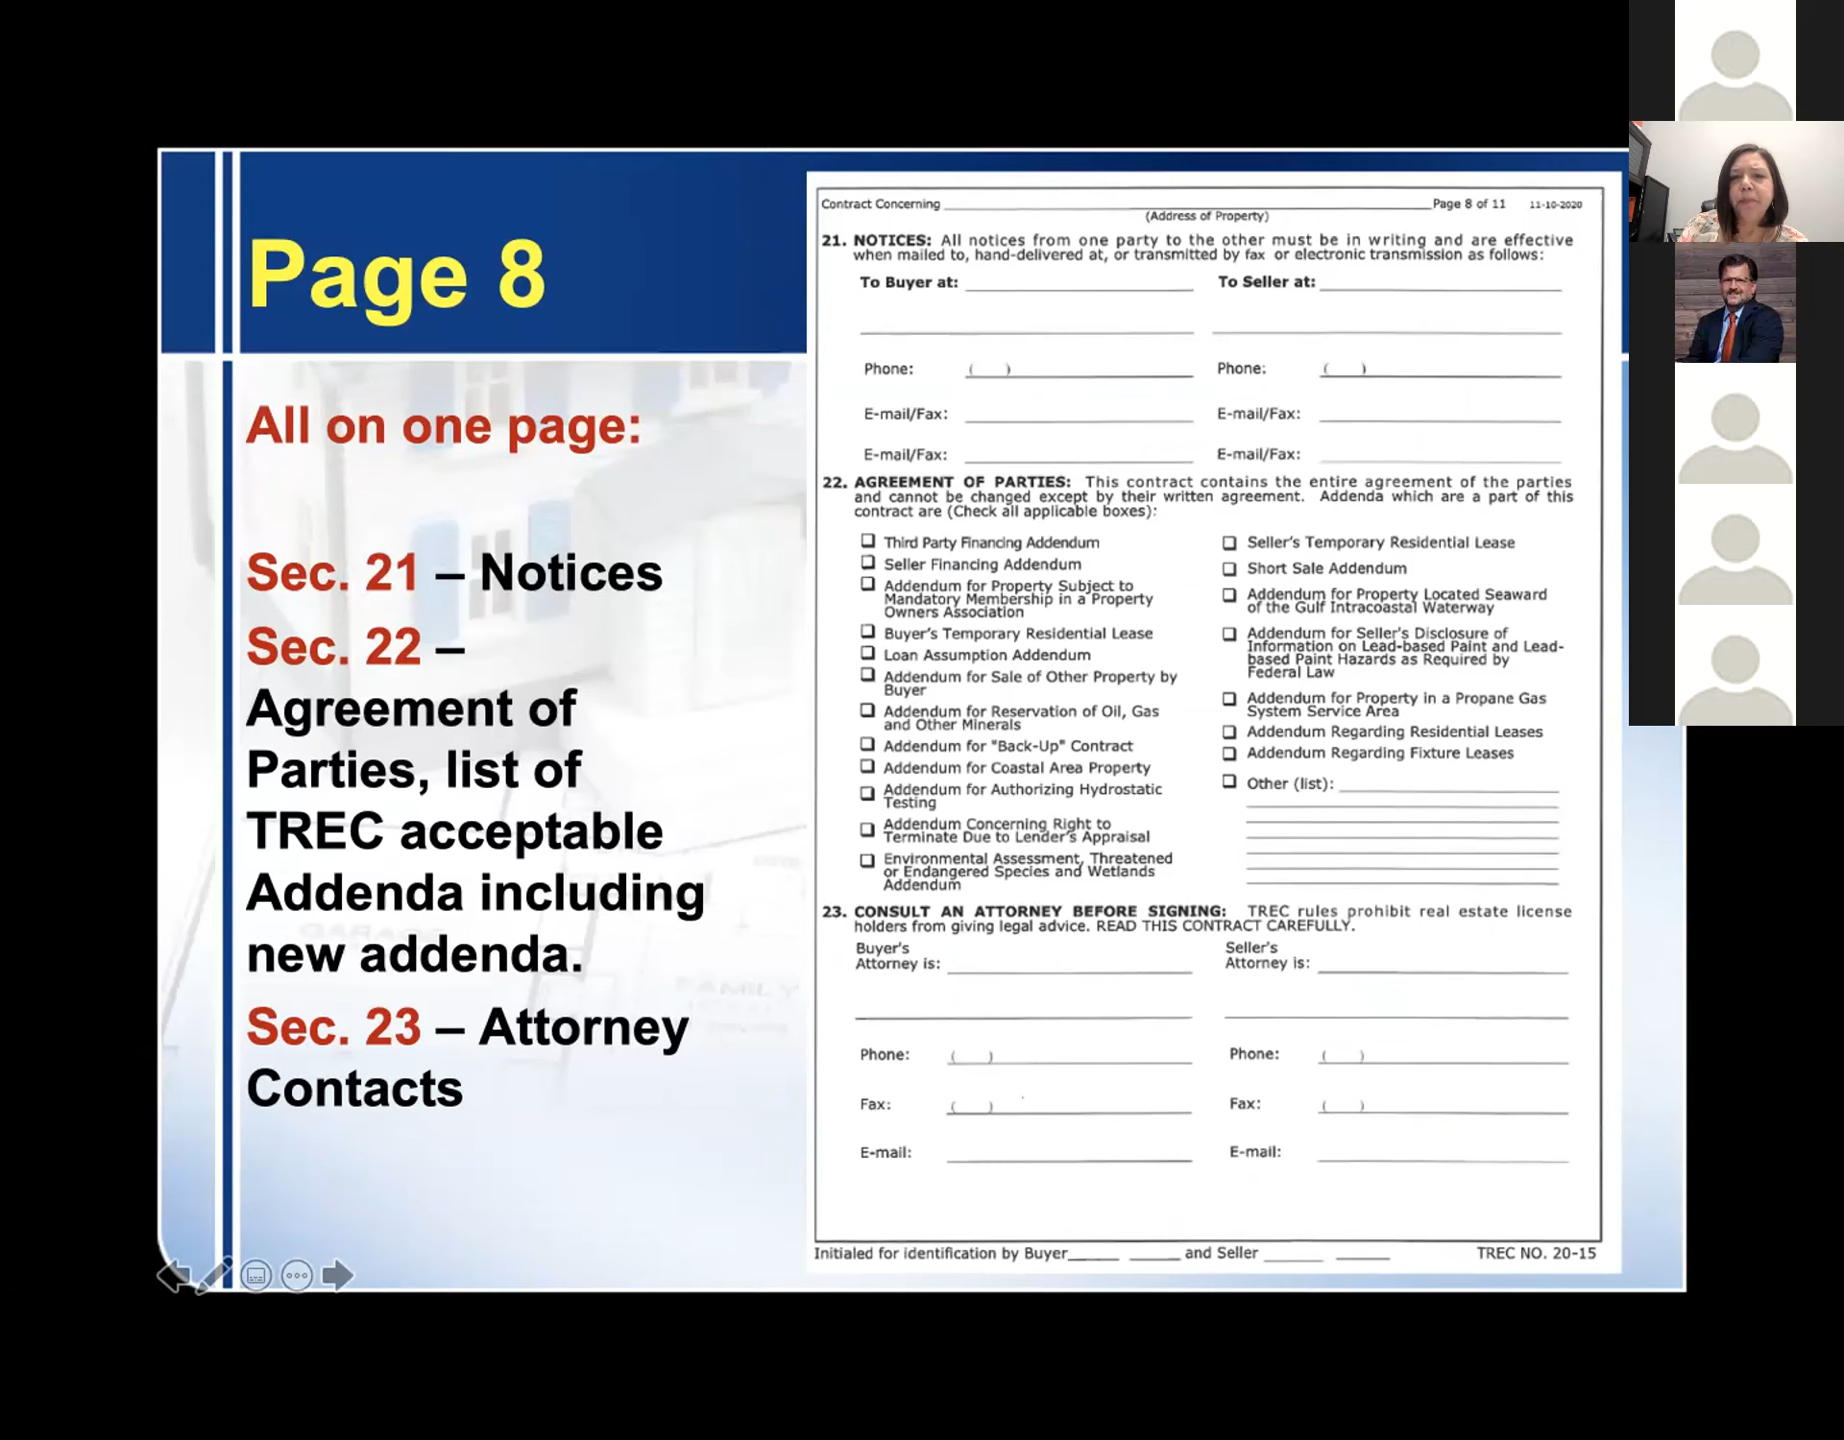 Page 8
All on one page:
Sec. 21 – Notices
Sec. 22 –
Agreement of
Parties, list of
TREC acceptable
Addenda including
new addenda.
Sec. 23 – Attorney
Contacts
Contract Concerning Page 8 of 11 11-10-2020
(Address of Property)
21. NOTICES: All notices from one party to the other must be in writing and are effective
when mailed to, hand-delivered at, or transmitted by fax or electronic transmission as follows:
To Buyer at: To Seller at:
Phone: ( ) Phone: ( )
E-mail/Fax: E-mail/Fax:
E-mail/Fax: E-mail/Fax:
22. AGREEMENT OF PARTIES: This contract contains the entire agreement of the parties
and cannot be changed except by their written agreement. Addenda which are a part of this
contract are (Check all applicable boxes):
Third Party Financing Addendum
Seller Financing Addendum
Addendum for Property Subject to
Mandatory Membership in a Property
Owners Association
Buyer's Temporary Residential Lease
Loan Assumption Addendum
Addendum for Sale of Other Property by
Buyer
Addendum for Reservation of Oil, Gas
and Other Minerals
Addendum for "Back-Up" Contract
Addendum for Coastal Area Property
Addendum for Authorizing Hydrostatic
Testing
Addendum Concerning Right to
Terminate Due to Lender's Appraisal
Environmental Assessment, Threatened
or Endangered Species and Wetlands
Addendum
Seller's Temporary Residential Lease
Short Sale Addendum
Addendum for Property Located Seaward
of the Gulf Intracoastal Waterway
Addendum for Seller's Disclosure of
Information on Lead-based Paint and Lead-
based Paint Hazards as Required by
Federal Law
Addendum for Property in a Propane Gas
System Service Area
Addendum Regarding Residential Leases
Addendum Regarding Fixture Leases
Other (list):
23. CONSULT AN ATTORNEY BEFORE SIGNING: TREC rules prohibit real estate license
holders from giving legal advice. READ THIS CONTRACT CAREFULLY.
Buyer's Seller's
Attorney is: Attorney is:
Phone: ( ) Phone: ( )
Fax: ( ) Fax: ( )
E-mail: E-mail:
Initialed for identification by Buyer and Seller TREC NO. 20-15